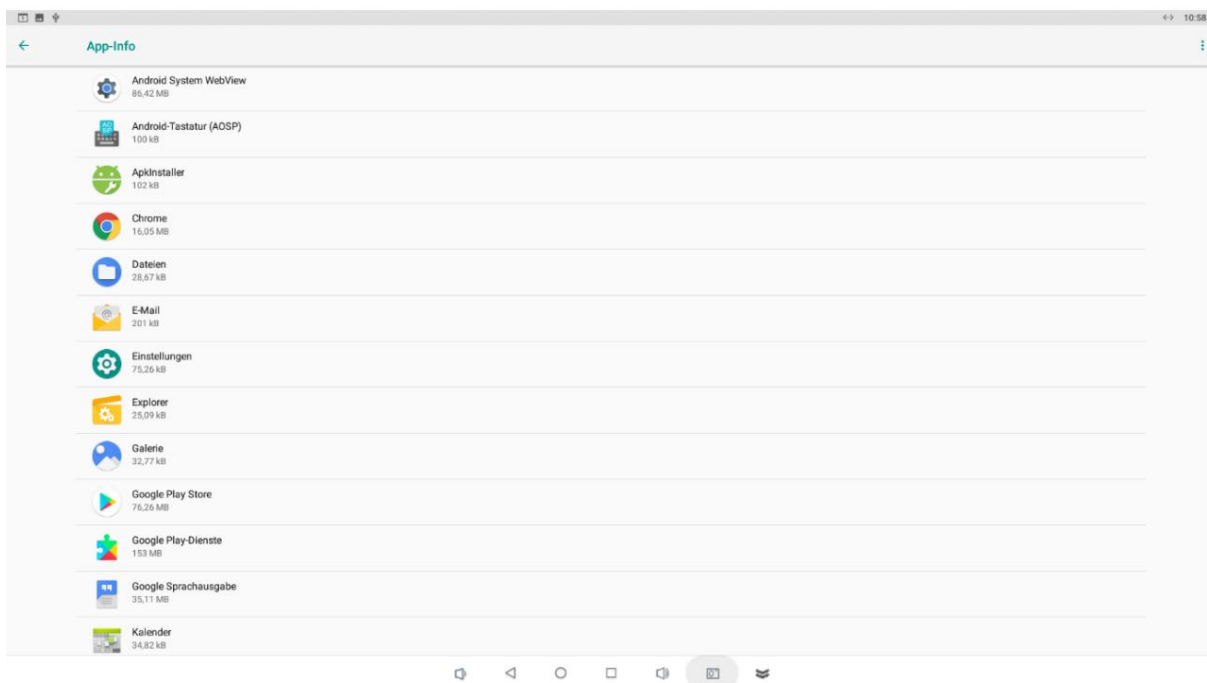 10:58
App-Info
Android System WebView
86,42 MB
Android-Tastatur (AOSP)
100 kB
ApkInstaller
102 kB
Chrome
16,05 MB
Dateien
28,67 kB
E-Mail
201 kB
Einstellungen
75,26 kB
Explorer
25,09 kB
Galerie
32,77 kB
Google Play Store
76,26 MB
Google Play-Dienste
153 MB
Google Sprachausgabe
35,11 MB
Kalender
34,82 kB